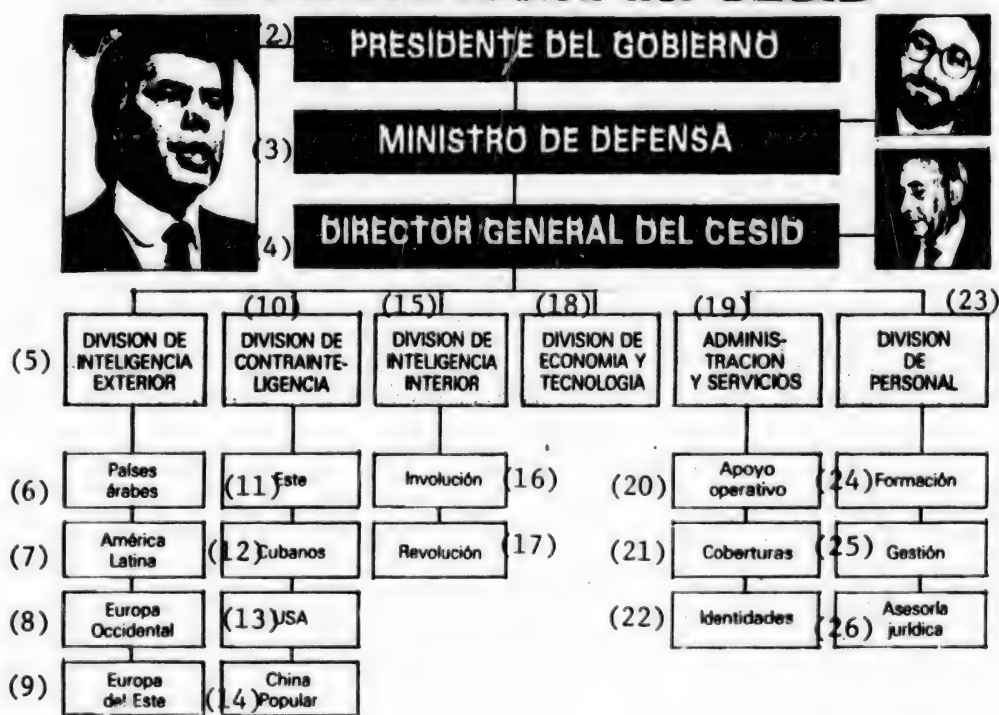 CESID
(2) PRESIDENTE DEL GOBIERNO
(3) MINISTRO DE DEFENSA
(4) DIRECTOR GENERAL DEL CESID
(5) DIVISION DE
INTELIGENCIA
EXTERIOR
(10)
DIVISION DE
CONTRAINTE-
LIGENCIA
(15)
DIVISION DE
INTELIGENCIA
INTERIOR
(18)
DIVISION DE
ECONOMIA Y
TECNOLOGIA
(19)
ADMINIS-
TRACION
Y SERVICIOS
(23)
DIVISION
DE
PERSONAL
(6) Países
árabes
(7) América
Latina
(8) Europa
Occidental
(9) Europa
del Este
(11) Este
(12) Cubanos
(13) USA
(14) China
Popular
Involución (16)
Revolución (17)
(20) Apoyo
operativo
(21) Coberturas
(22) Identidades
(24) Formación
(25) Gestión
(26) Asesoría
jurídica